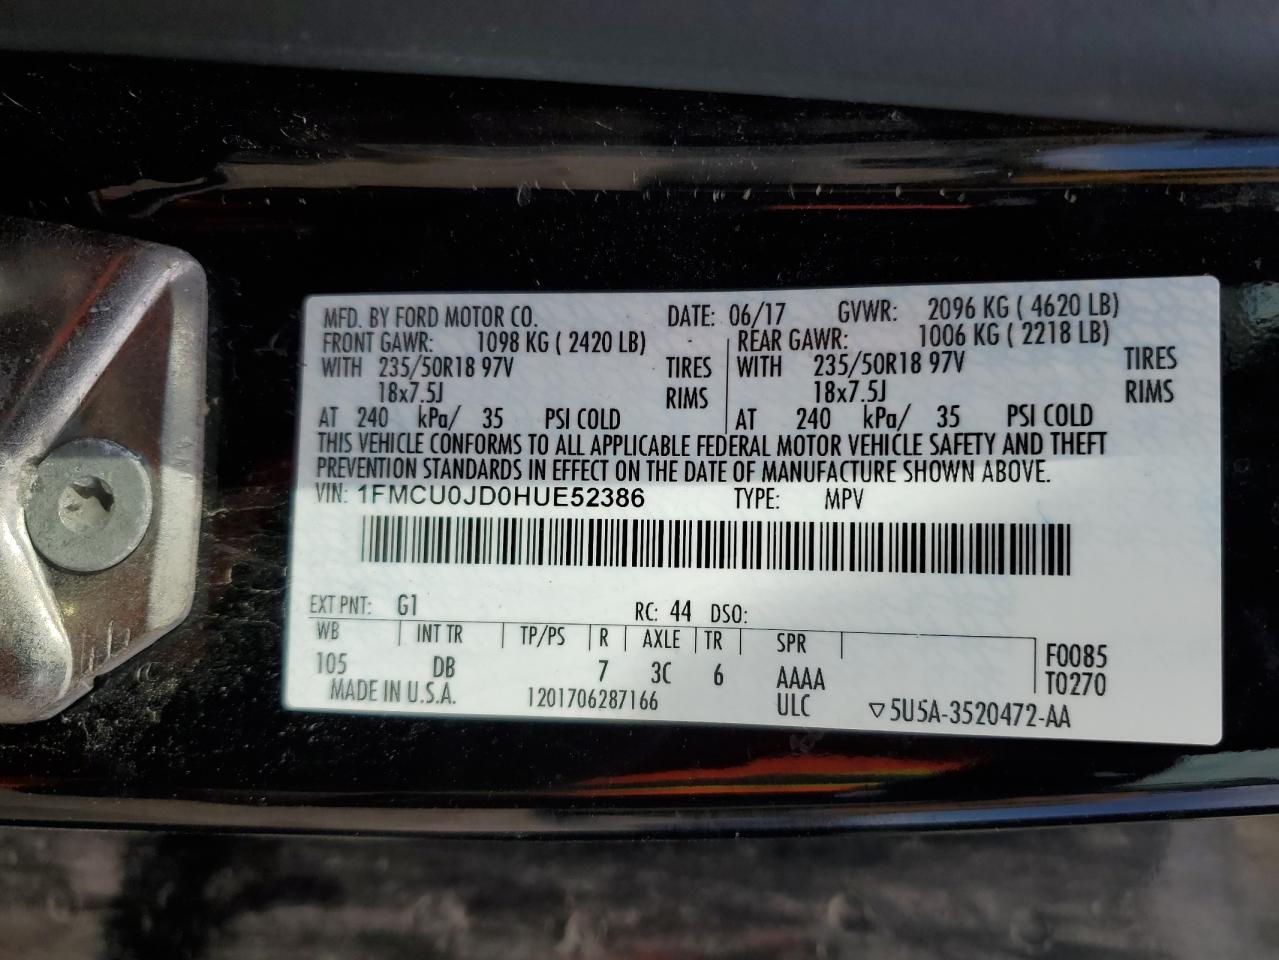 MFD. BY FORD MOTOR CO. DATE: 06/17 GVWR: 2096 KG ( 4620 LB)
FRONT GAWR: 1098 KG ( 2420 LB) REAR GAWR: 1006 KG ( 2218 LB)
WITH 235/50R18 97V TIRES WITH 235/50R18 97V TIRES
18x7.5J RIMS 18x7.5J RIMS
AT 240 kPa/ 35 PSI COLD AT 240 kPa/ 35 PSI COLD
THIS VEHICLE CONFORMS TO ALL APPLICABLE FEDERAL MOTOR VEHICLE SAFETY AND THEFT
PREVENTION STANDARDS IN EFFECT ON THE DATE OF MANUFACTURE SHOWN ABOVE.
VIN: 1FMCU0JD0HUE52386 TYPE: MPV
EXT PNT: G1 RC: 44 DSO:
WB INT TR TP/PS R AXLE TR SPR F0085
105 DB 7 3C 6 AAAA T0270
MADE IN U.S.A. 1201706287166 ULC ▽5U5A-3520472-AA